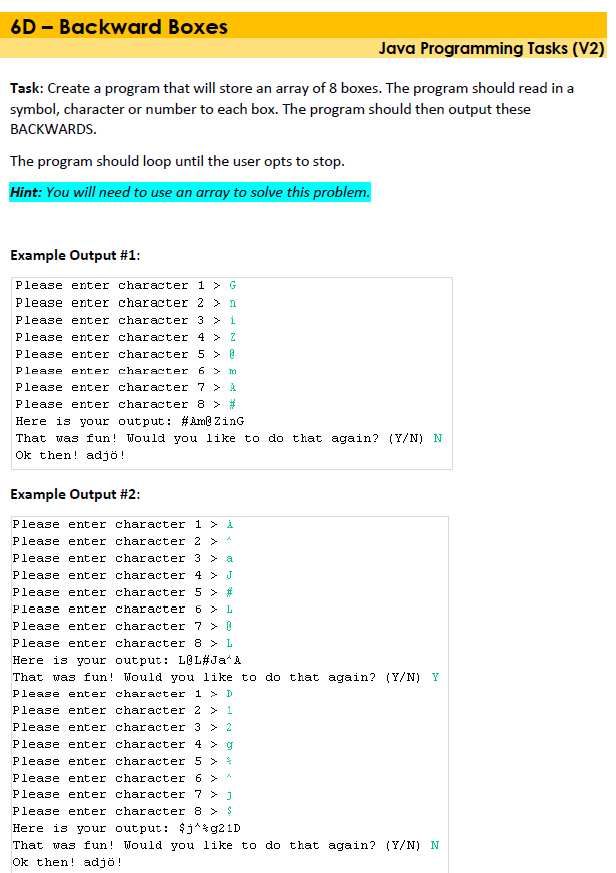 6D – Backward Boxes
Java Programming Tasks (V2)
Task: Create a program that will store an array of 8 boxes. The program should read in a
symbol, character or number to each box. The program should then output these
BACKWARDS.
The program should loop until the user opts to stop.
Hint: You will need to use an array to solve this problem.
Example Output #1:
Please enter character 1 > G
Please enter character 2 > n
Please enter character 3 > i
Please enter character 4 > Z
Please enter character 5 > @
Please enter character 6 > m
Please enter character 7 > A
Please enter character 8 > #
Here is your output: #Am@ZinG
That was fun! Would you like to do that again? (Y/N) N
Ok then! adjö!
Example Output #2:
Please enter character 1 > A
Please enter character 2 > ^
Please enter character 3 > a
Please enter character 4 > J
Please enter character 5 > #
Please enter character 6 > L
Please enter character 7 > @
Please enter character 8 > L
Here is your output: L@L#Ja^A
That was fun! Would you like to do that again? (Y/N) Y
Please enter character 1 > D
Please enter character 2 > 1
Please enter character 3 > 2
Please enter character 4 > g
Please enter character 5 > %
Please enter character 6 > ^
Please enter character 7 > j
Please enter character 8 > $
Here is your output: $j^%g21D
That was fun! Would you like to do that again? (Y/N) N
Ok then! adjö!